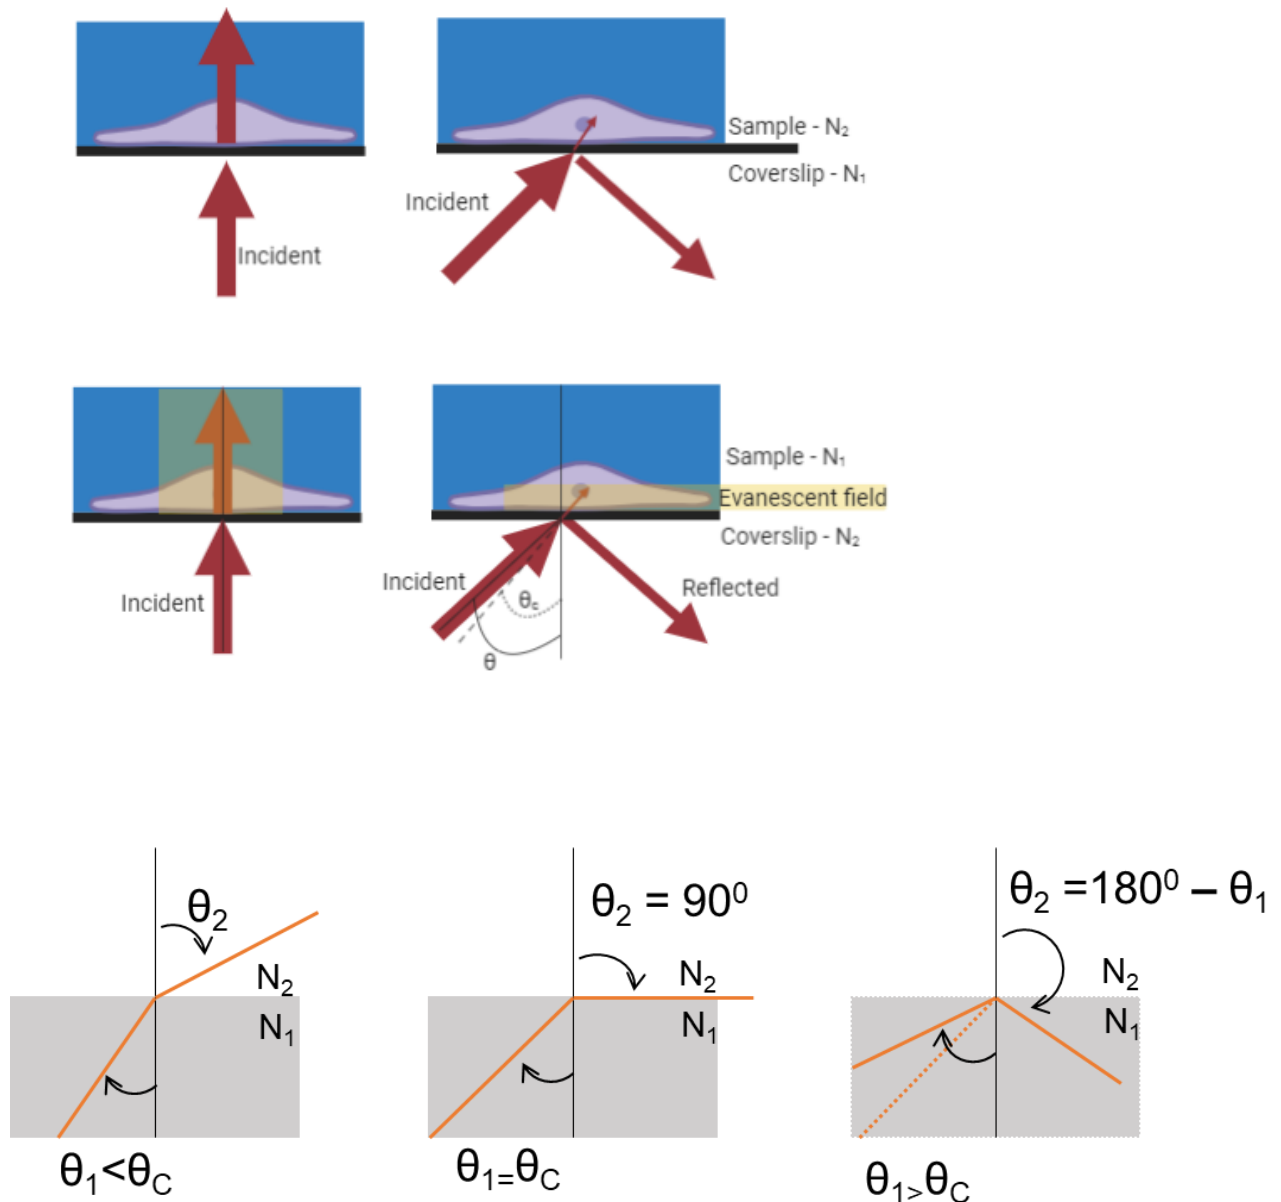 Sample - N₂
Coverslip - N₁
Incident
Incident
Sample - N₁
Evanescent field
Coverslip - N₂
Incident
Reflected
Incident
θc
θ
θ₂
N₂
N₁
θ₁<θC
θ₂ = 90⁰
N₂
N₁
θ₁=θC
θ₂ =180⁰ – θ₁
N₂
N₁
θ₁>θC